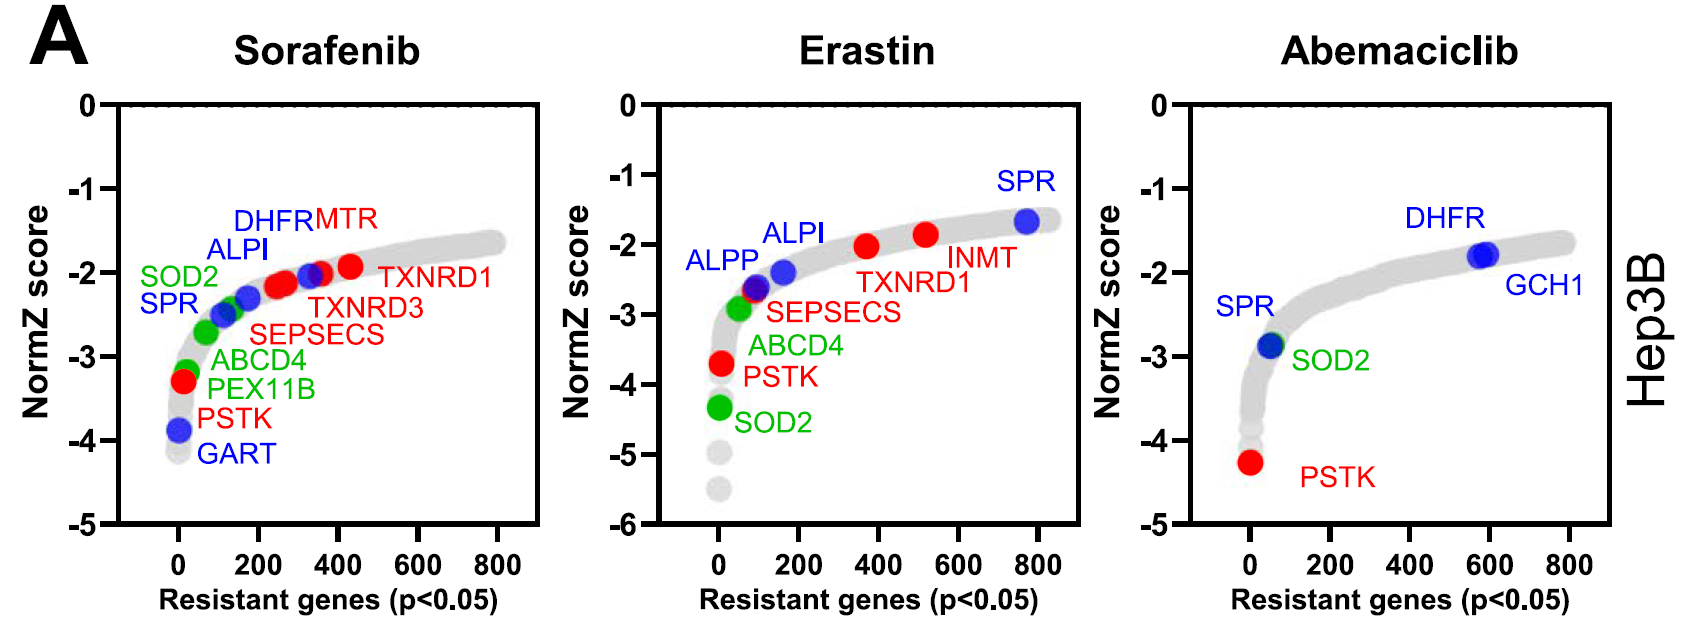 A
Sorafenib
Erastin
Abemaciclib
0
-1
-2
-3
-4
-5
NormZ score
DHFR MTR
ALPI
SOD2
SPR
TXNRD1
TXNRD3
SEPSECS
ABCD4
PEX11B
PSTK
GART
0 200 400 600 800
Resistant genes (p<0.05)
0
-1
-2
-3
-4
-5
-6
NormZ score
SPR
ALPI
ALPP
INMT
TXNRD1
SEPSECS
ABCD4
PSTK
SOD2
0 200 400 600 800
Resistant genes (p<0.05)
0
-1
-2
-3
-4
-5
NormZ score
DHFR
GCH1
SPR
SOD2
PSTK
0 200 400 600 800
Resistant genes (p<0.05)
Hep3B